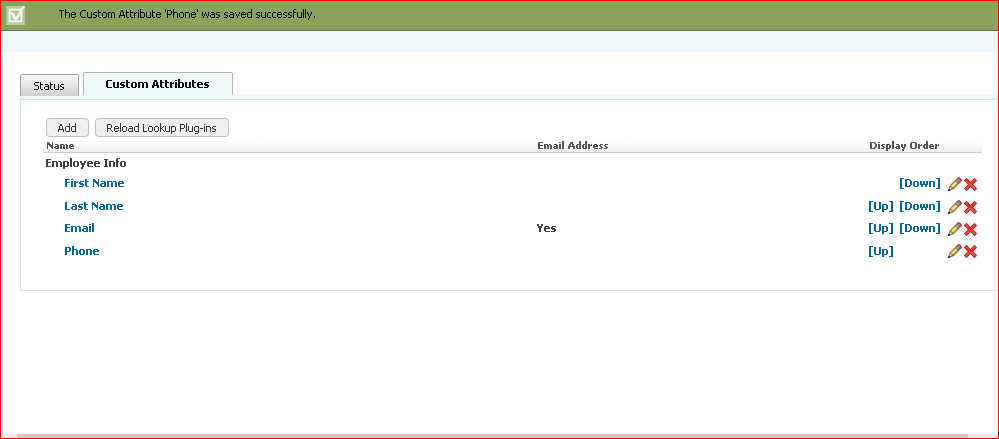 The Custom Attribute 'Phone' was saved successfully.
Status Custom Attributes
Add Reload Lookup Plug-ins
Name Email Address Display Order
Employee Info
First Name [Down]
Last Name [Up] [Down]
Email Yes [Up] [Down]
Phone [Up]